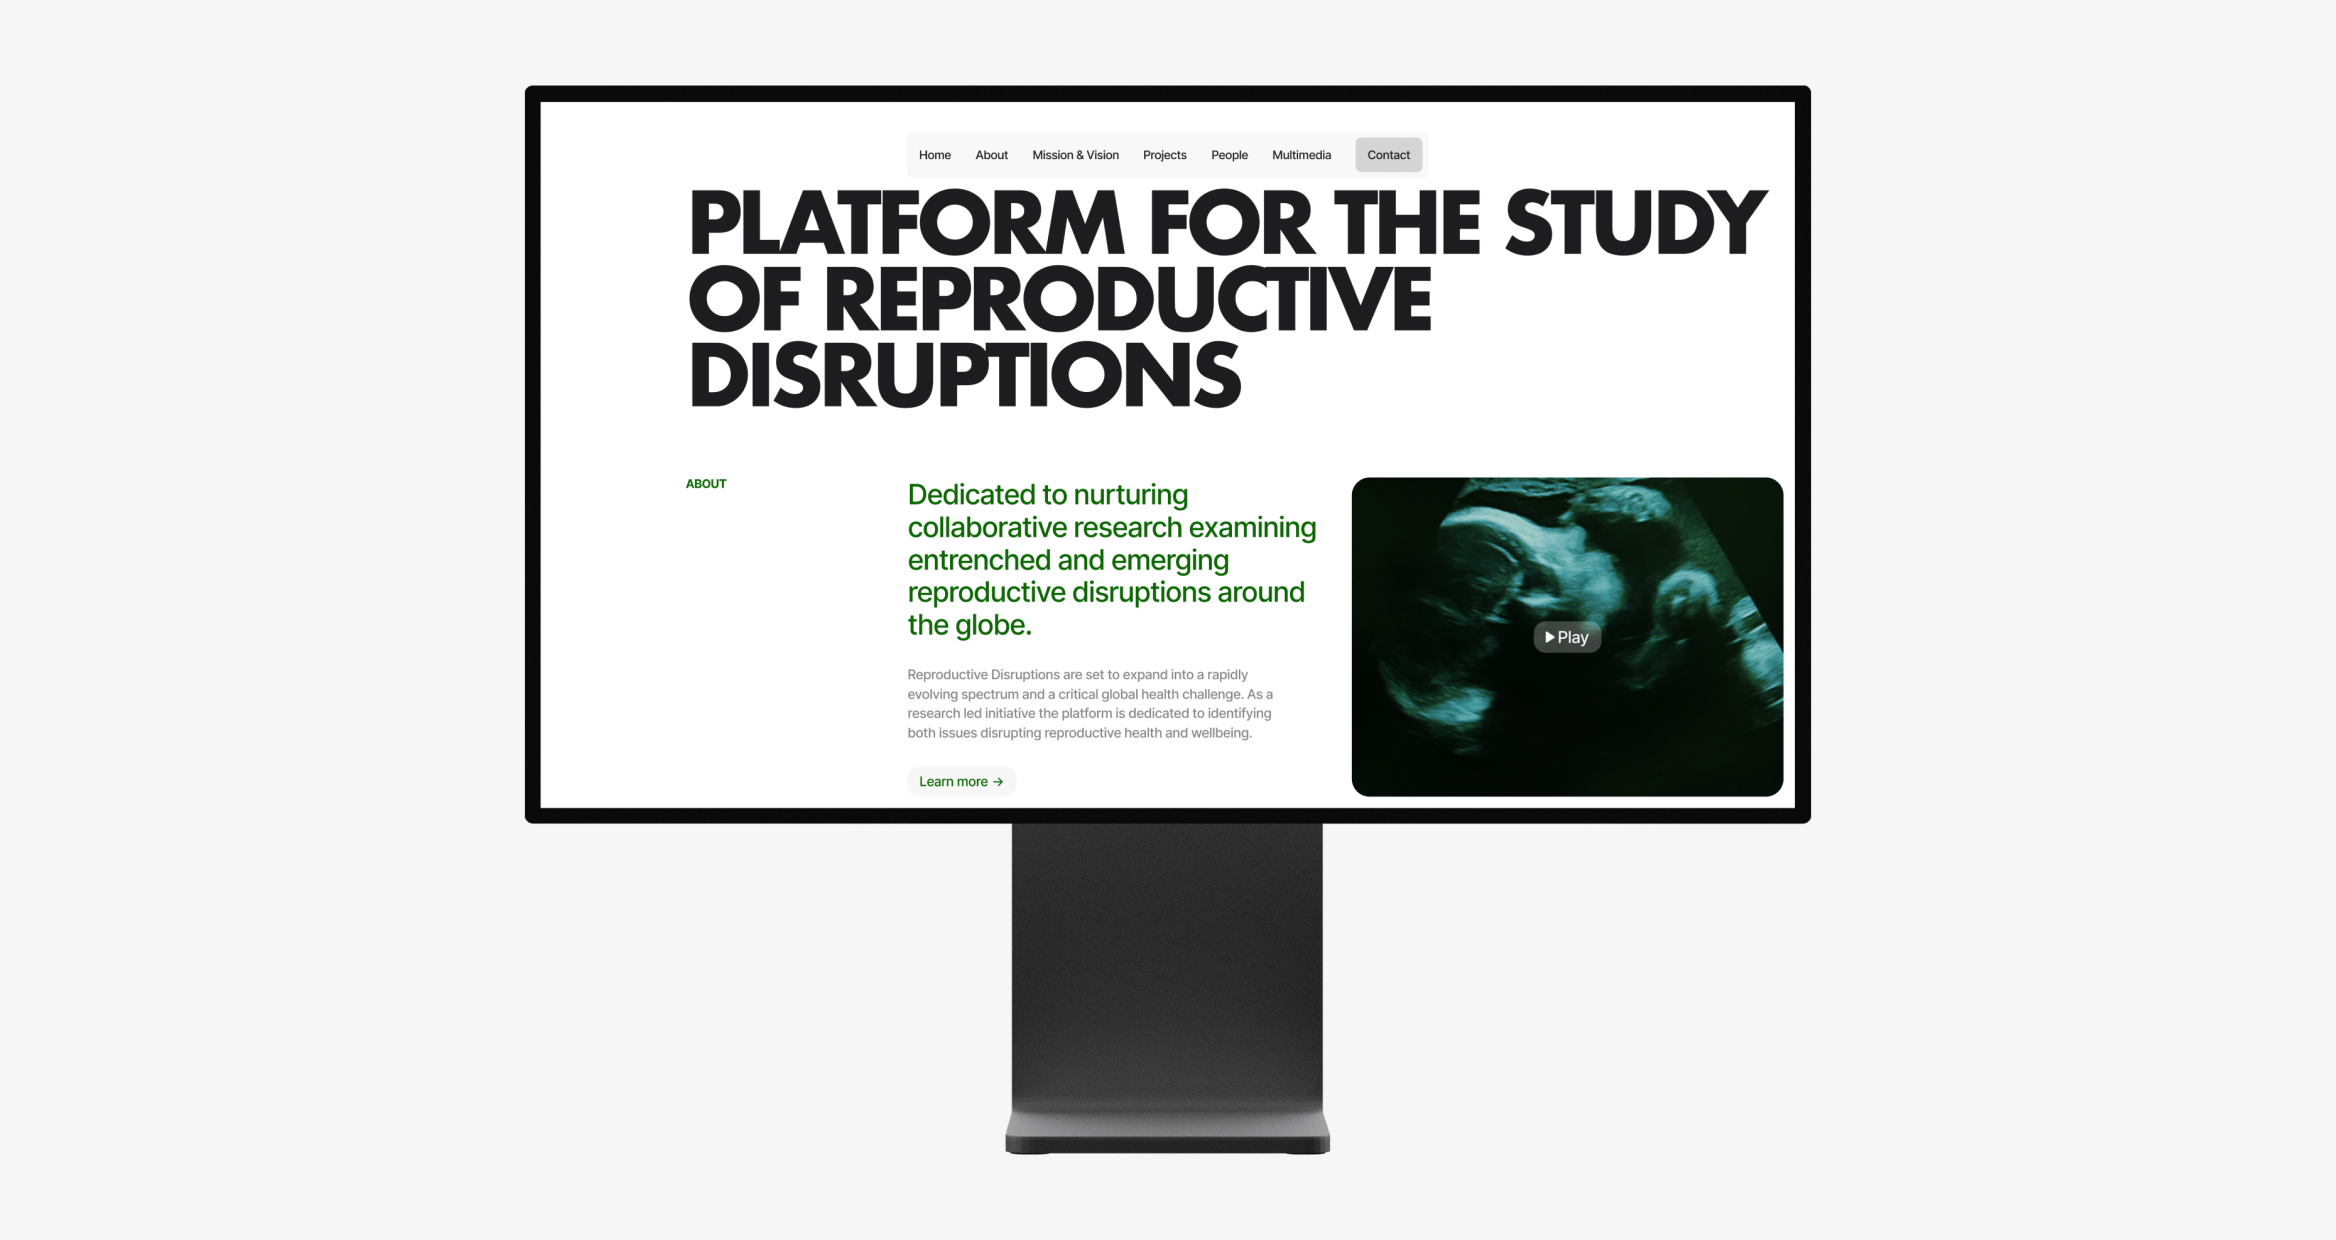 Home About Mission & Vision Projects People Multimedia Contact
PLATFORM FOR THE STUDY
OF REPRODUCTIVE
DISRUPTIONS
ABOUT
Dedicated to nurturing
collaborative research examining
entrenched and emerging
reproductive disruptions around
the globe.
Reproductive Disruptions are set to expand into a rapidly
evolving spectrum and a critical global health challenge. As a
research led initiative the platform is dedicated to identifying
both issues disrupting reproductive health and wellbeing.
Learn more →
Play